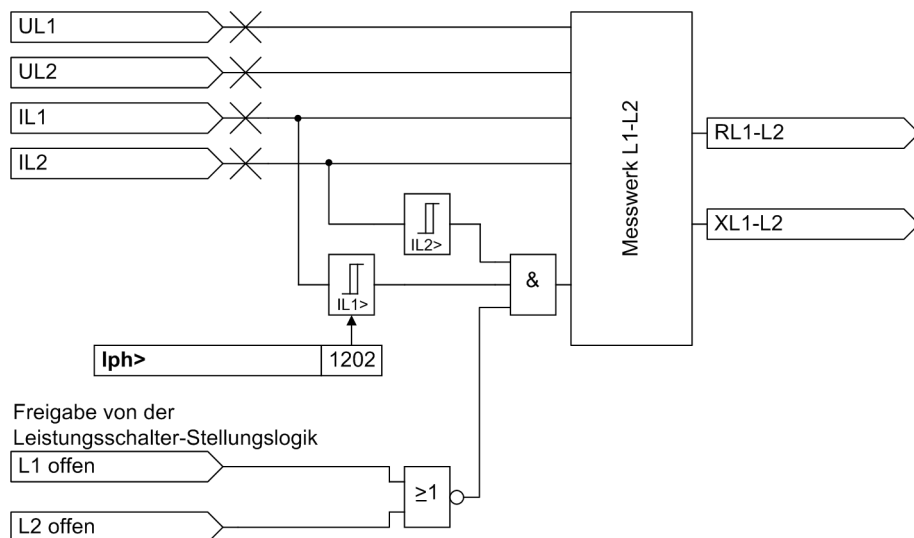 UL1
UL2
IL1
IL2
Messwerk L1-L2
RL1-L2
XL1-L2
IL2>
IL1>
&
Iph> 1202
Freigabe von der
Leistungsschalter-Stellungslogik
L1 offen
≥1
L2 offen